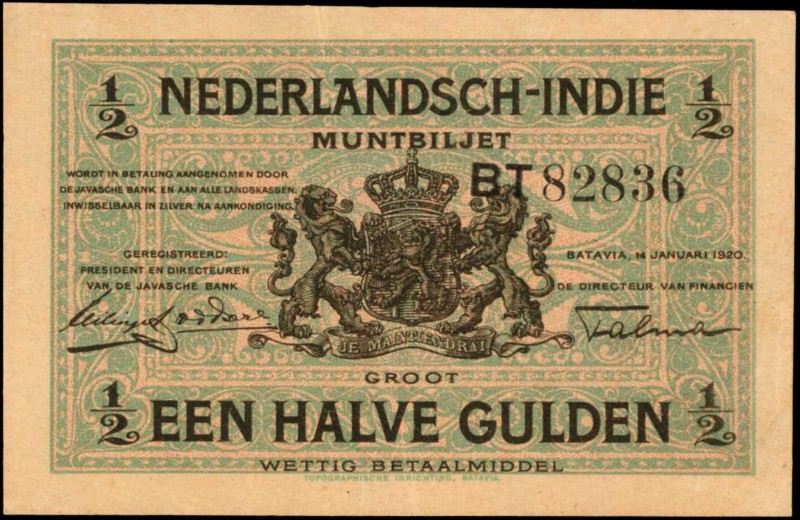 1/2 NEDERLANDSCH-INDIE 1/2
MUNTBILJET
WORDT IN BETALING AANGENOMEN DOOR
DE JAVASCHE BANK EN AAN ALLE LANDSKASSEN.
INWISSELBAAR IN ZILVER NA AANKONDIGING.
BT 82836
GEREGISTREERD:
PRESIDENT EN DIRECTEUREN
VAN DE JAVASCHE BANK
BATAVIA, 14 JANUARI 1920.
DE DIRECTEUR VAN FINANCIEN
Talma
JE MAINTIENDRAI
GROOT
1/2 EEN HALVE GULDEN 1/2
WETTIG BETAALMIDDEL
TOPOGRAPHISCHE INRICHTING, BATAVIA.